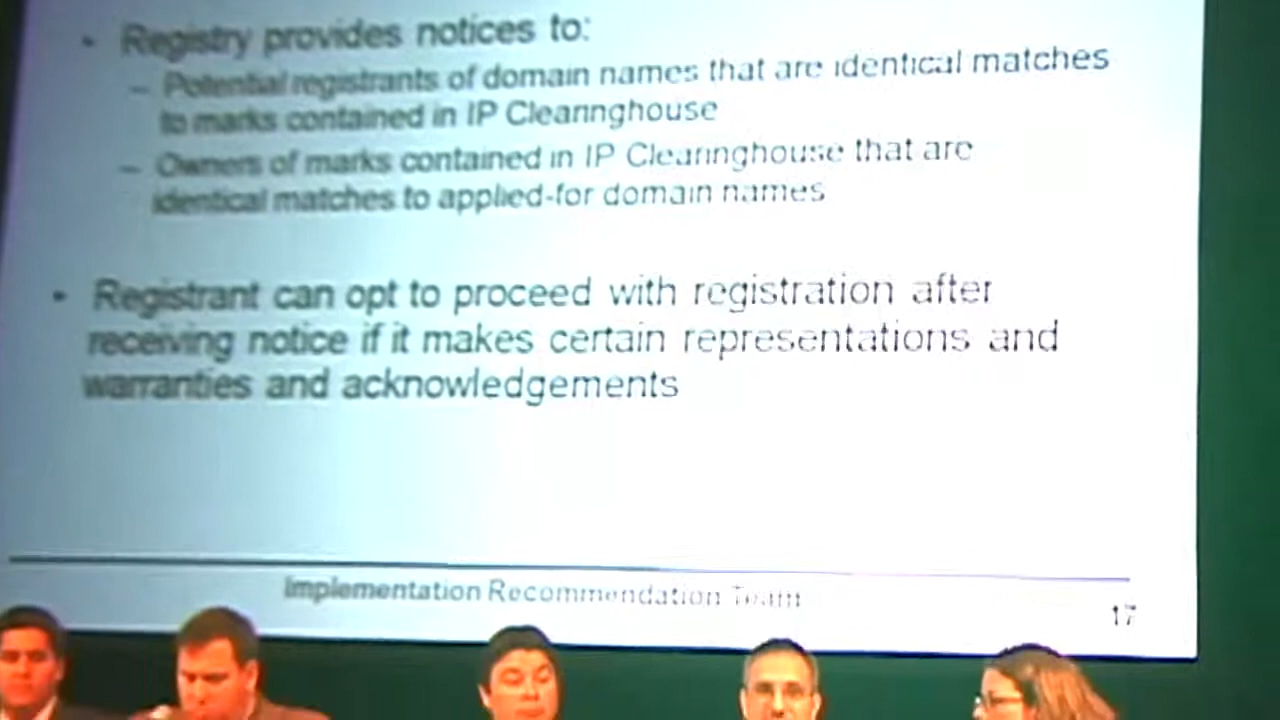 • Registry provides notices to:
– Potential registrants of domain names that are identical matches
to marks contained in IP Clearinghouse
– Owners of marks contained in IP Clearinghouse that are
identical matches to applied-for domain names
• Registrant can opt to proceed with registration after
receiving notice if it makes certain representations and
warranties and acknowledgements
Implementation Recommendation Team
17